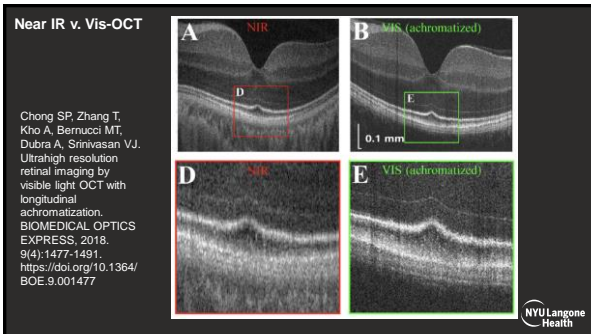 Near IR v. Vis-OCT
Chong SP, Zhang T,
Kho A, Bernucci MT,
Dubra A, Srinivasan VJ.
Ultrahigh resolution
retinal imaging by
visible light OCT with
longitudinal
achromatization.
BIOMEDICAL OPTICS
EXPRESS, 2018.
9(4):1477-1491.
https://doi.org/10.1364/
BOE.9.001477
A NIR
B VIS (achromatized)
D
E
0.1 mm
D NIR
E VIS (achromatized)
NYU Langone
Health